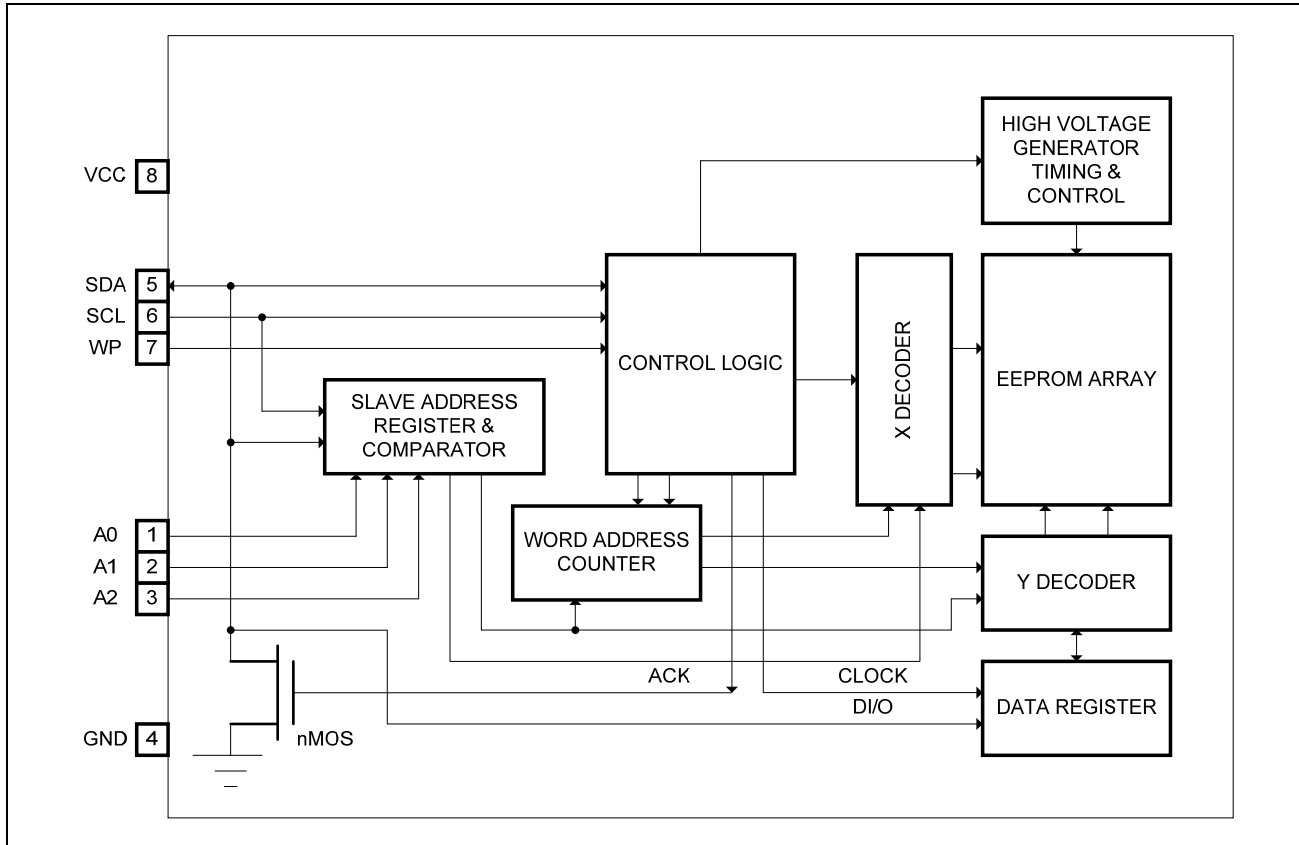 HIGH VOLTAGE
GENERATOR
TIMING &
CONTROL
VCC 8
SDA 5
SCL 6
WP 7
CONTROL LOGIC
X DECODER
EEPROM ARRAY
SLAVE ADDRESS
REGISTER &
COMPARATOR
A0 1
A1 2
A2 3
WORD ADDRESS
COUNTER
Y DECODER
ACK
CLOCK
DI/O
DATA REGISTER
GND 4
nMOS